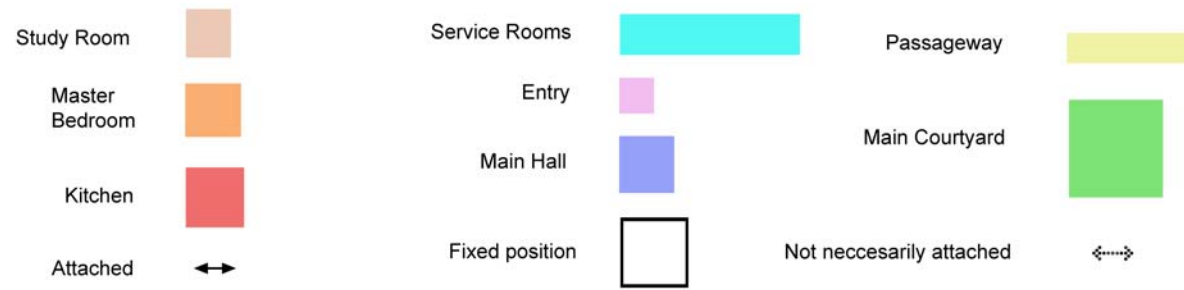 Study Room
Master
Bedroom
Kitchen
Attached
Service Rooms
Entry
Main Hall
Fixed position
Passageway
Main Courtyard
Not neccesarily attached